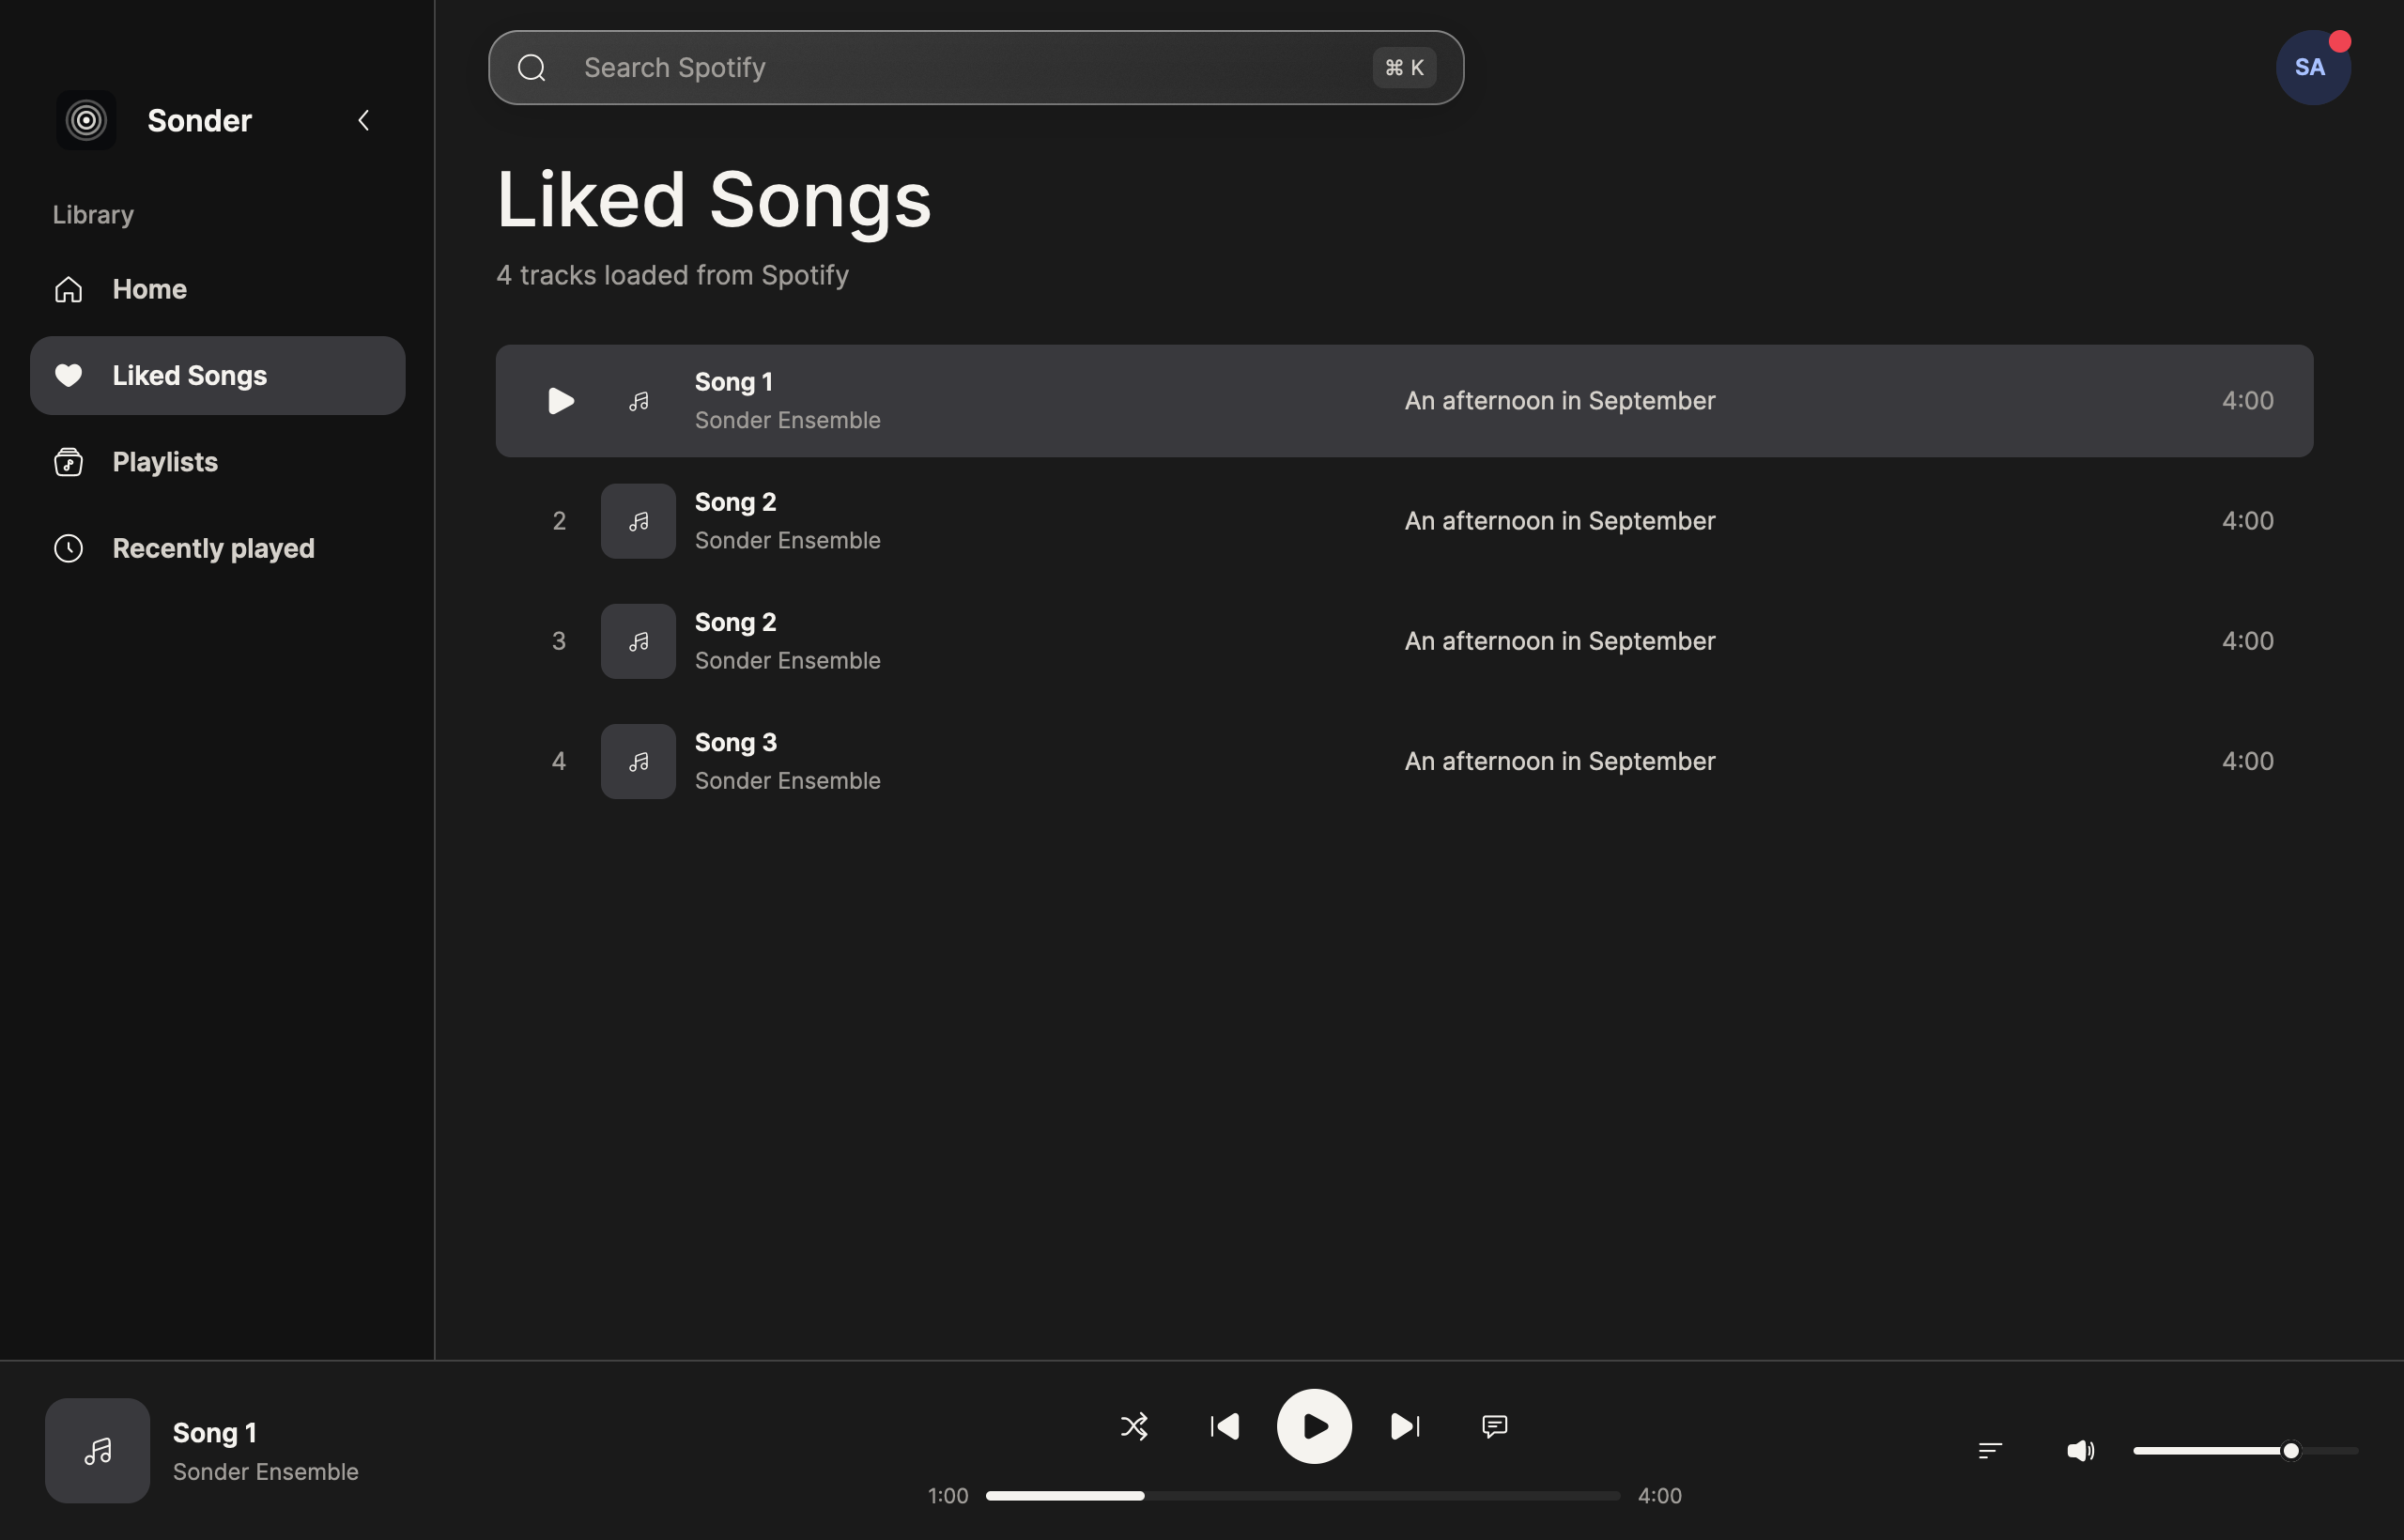 Search Spotify
⌘ K
SA
Sonder
Library
Home
Liked Songs
Playlists
Recently played
Liked Songs
4 tracks loaded from Spotify
Song 1
Sonder Ensemble
An afternoon in September
4:00
2
Song 2
Sonder Ensemble
An afternoon in September
4:00
3
Song 2
Sonder Ensemble
An afternoon in September
4:00
4
Song 3
Sonder Ensemble
An afternoon in September
4:00
Song 1
Sonder Ensemble
1:00
4:00